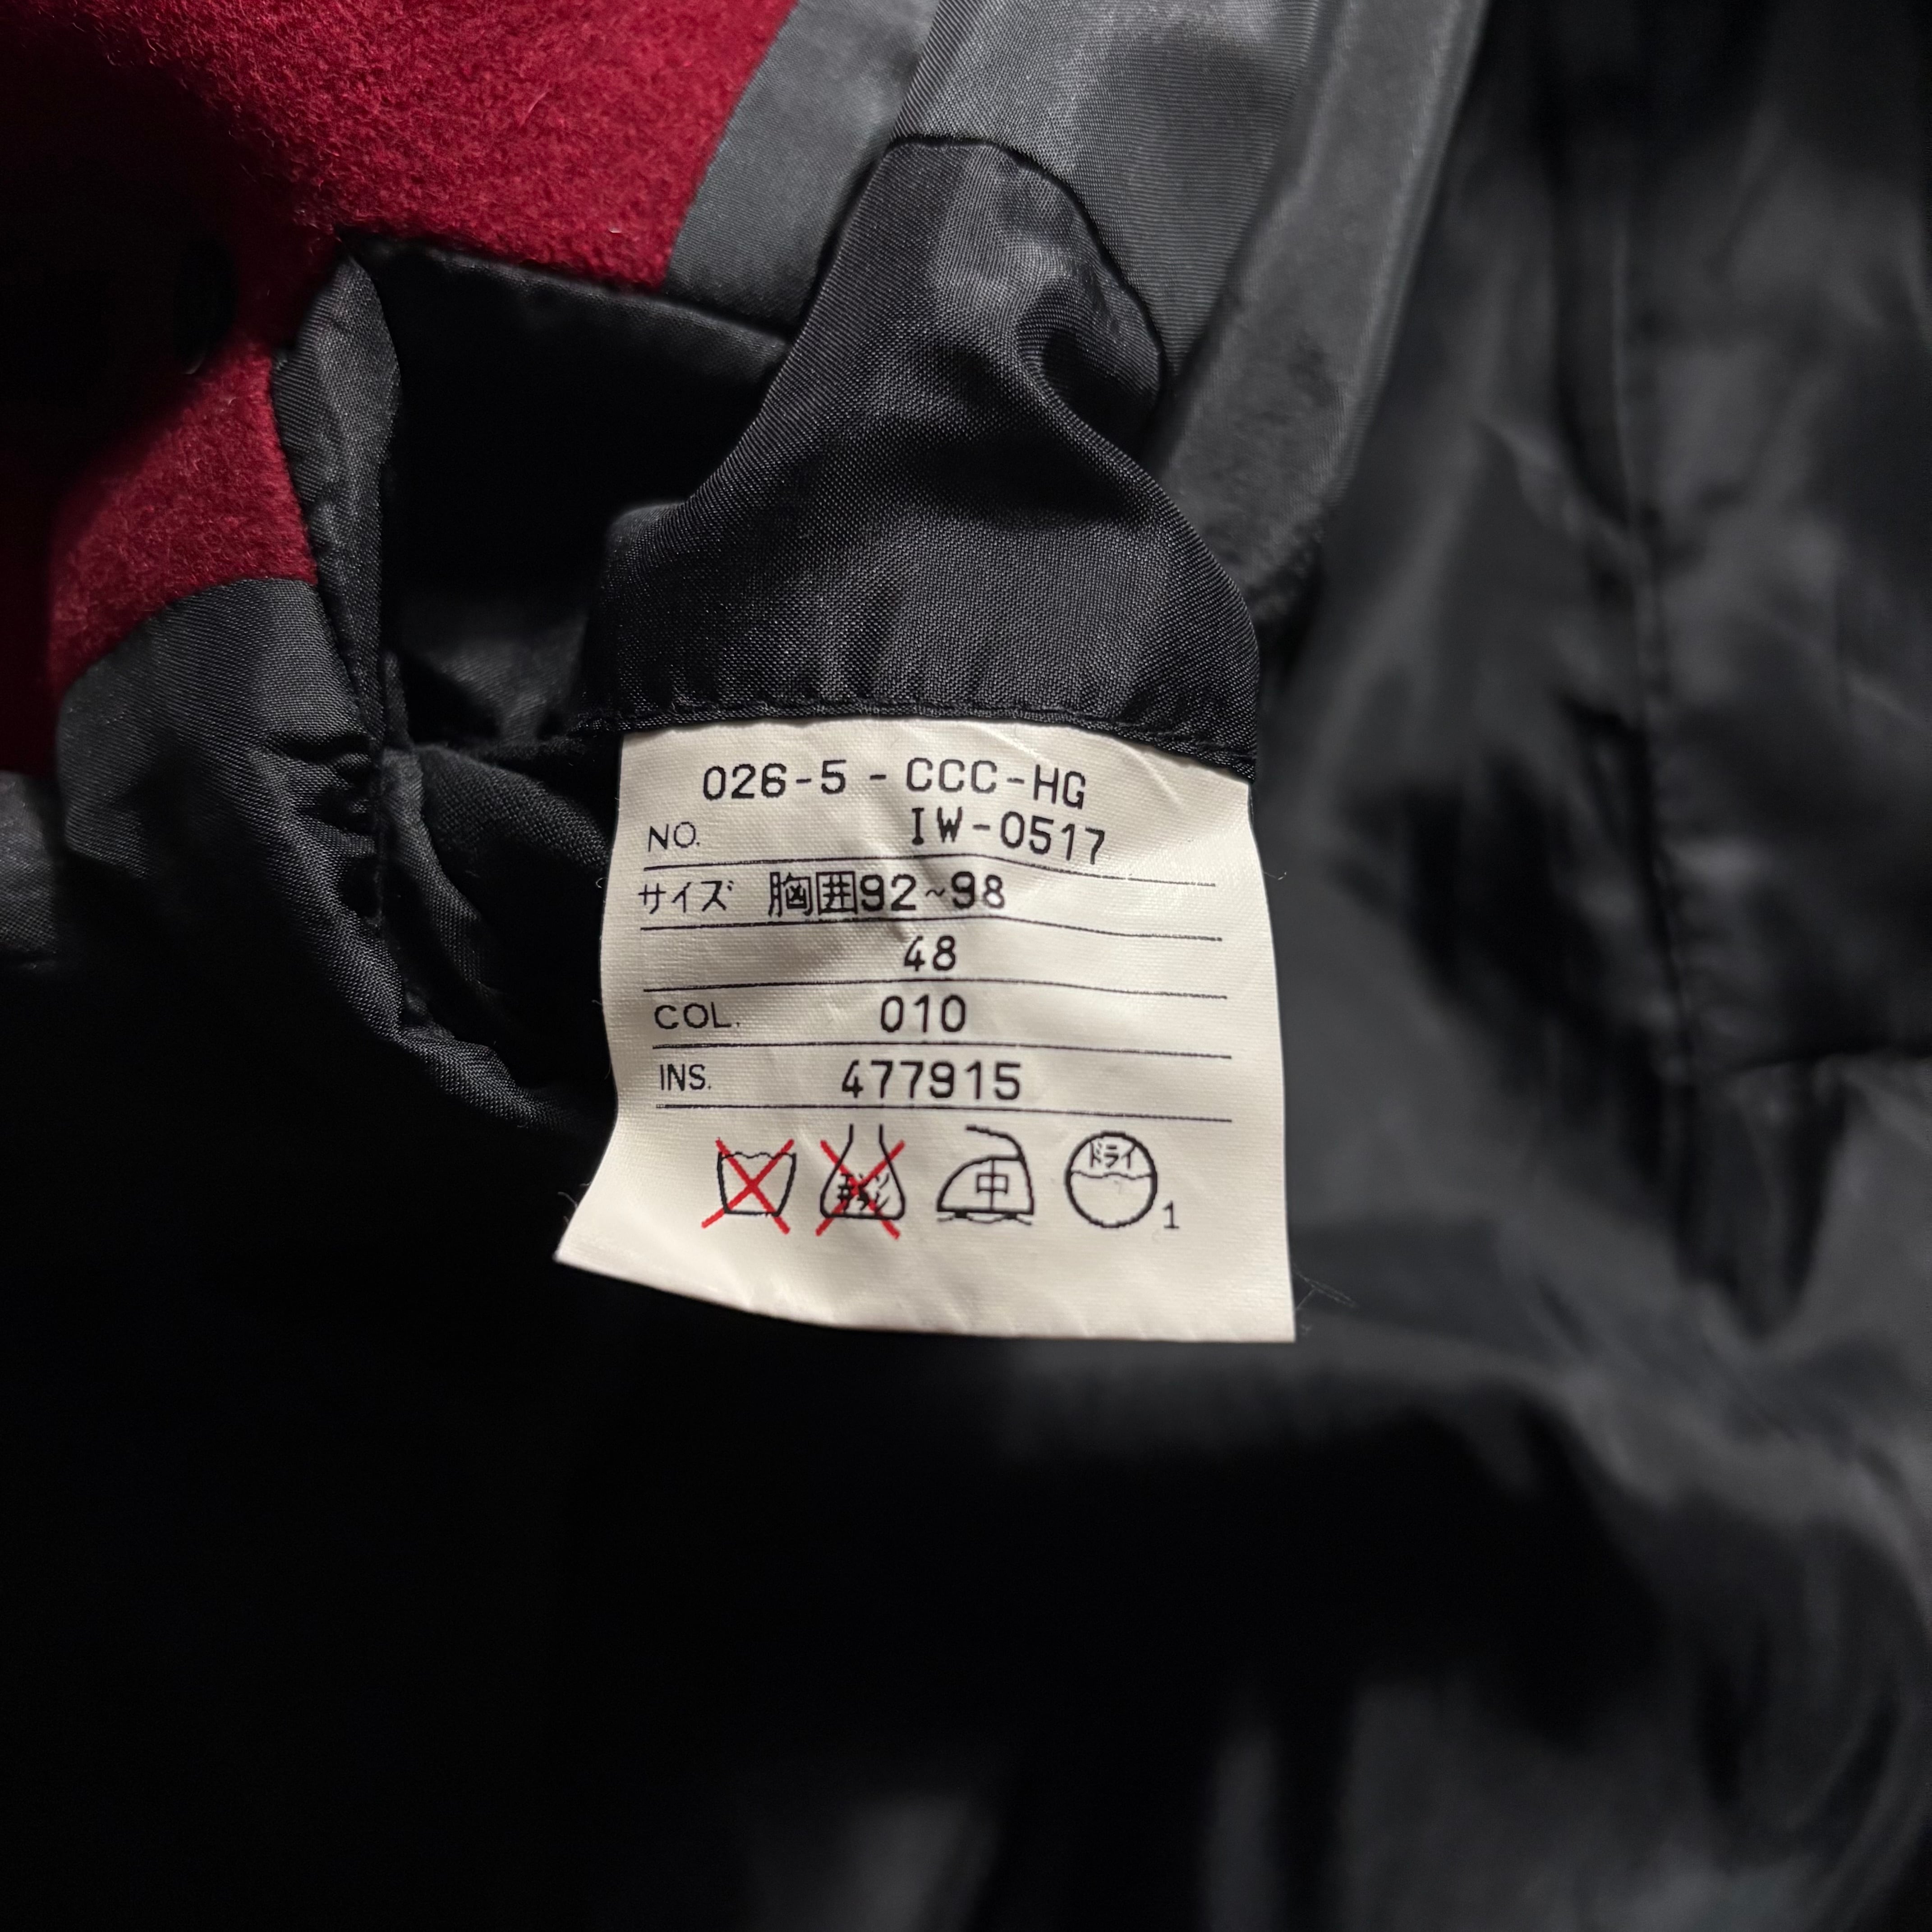 026-5 - CCC-HG
NO. IW-0517
サイズ 胸囲92~98
48
COL. 010
INS. 477915
中 ドライ 1